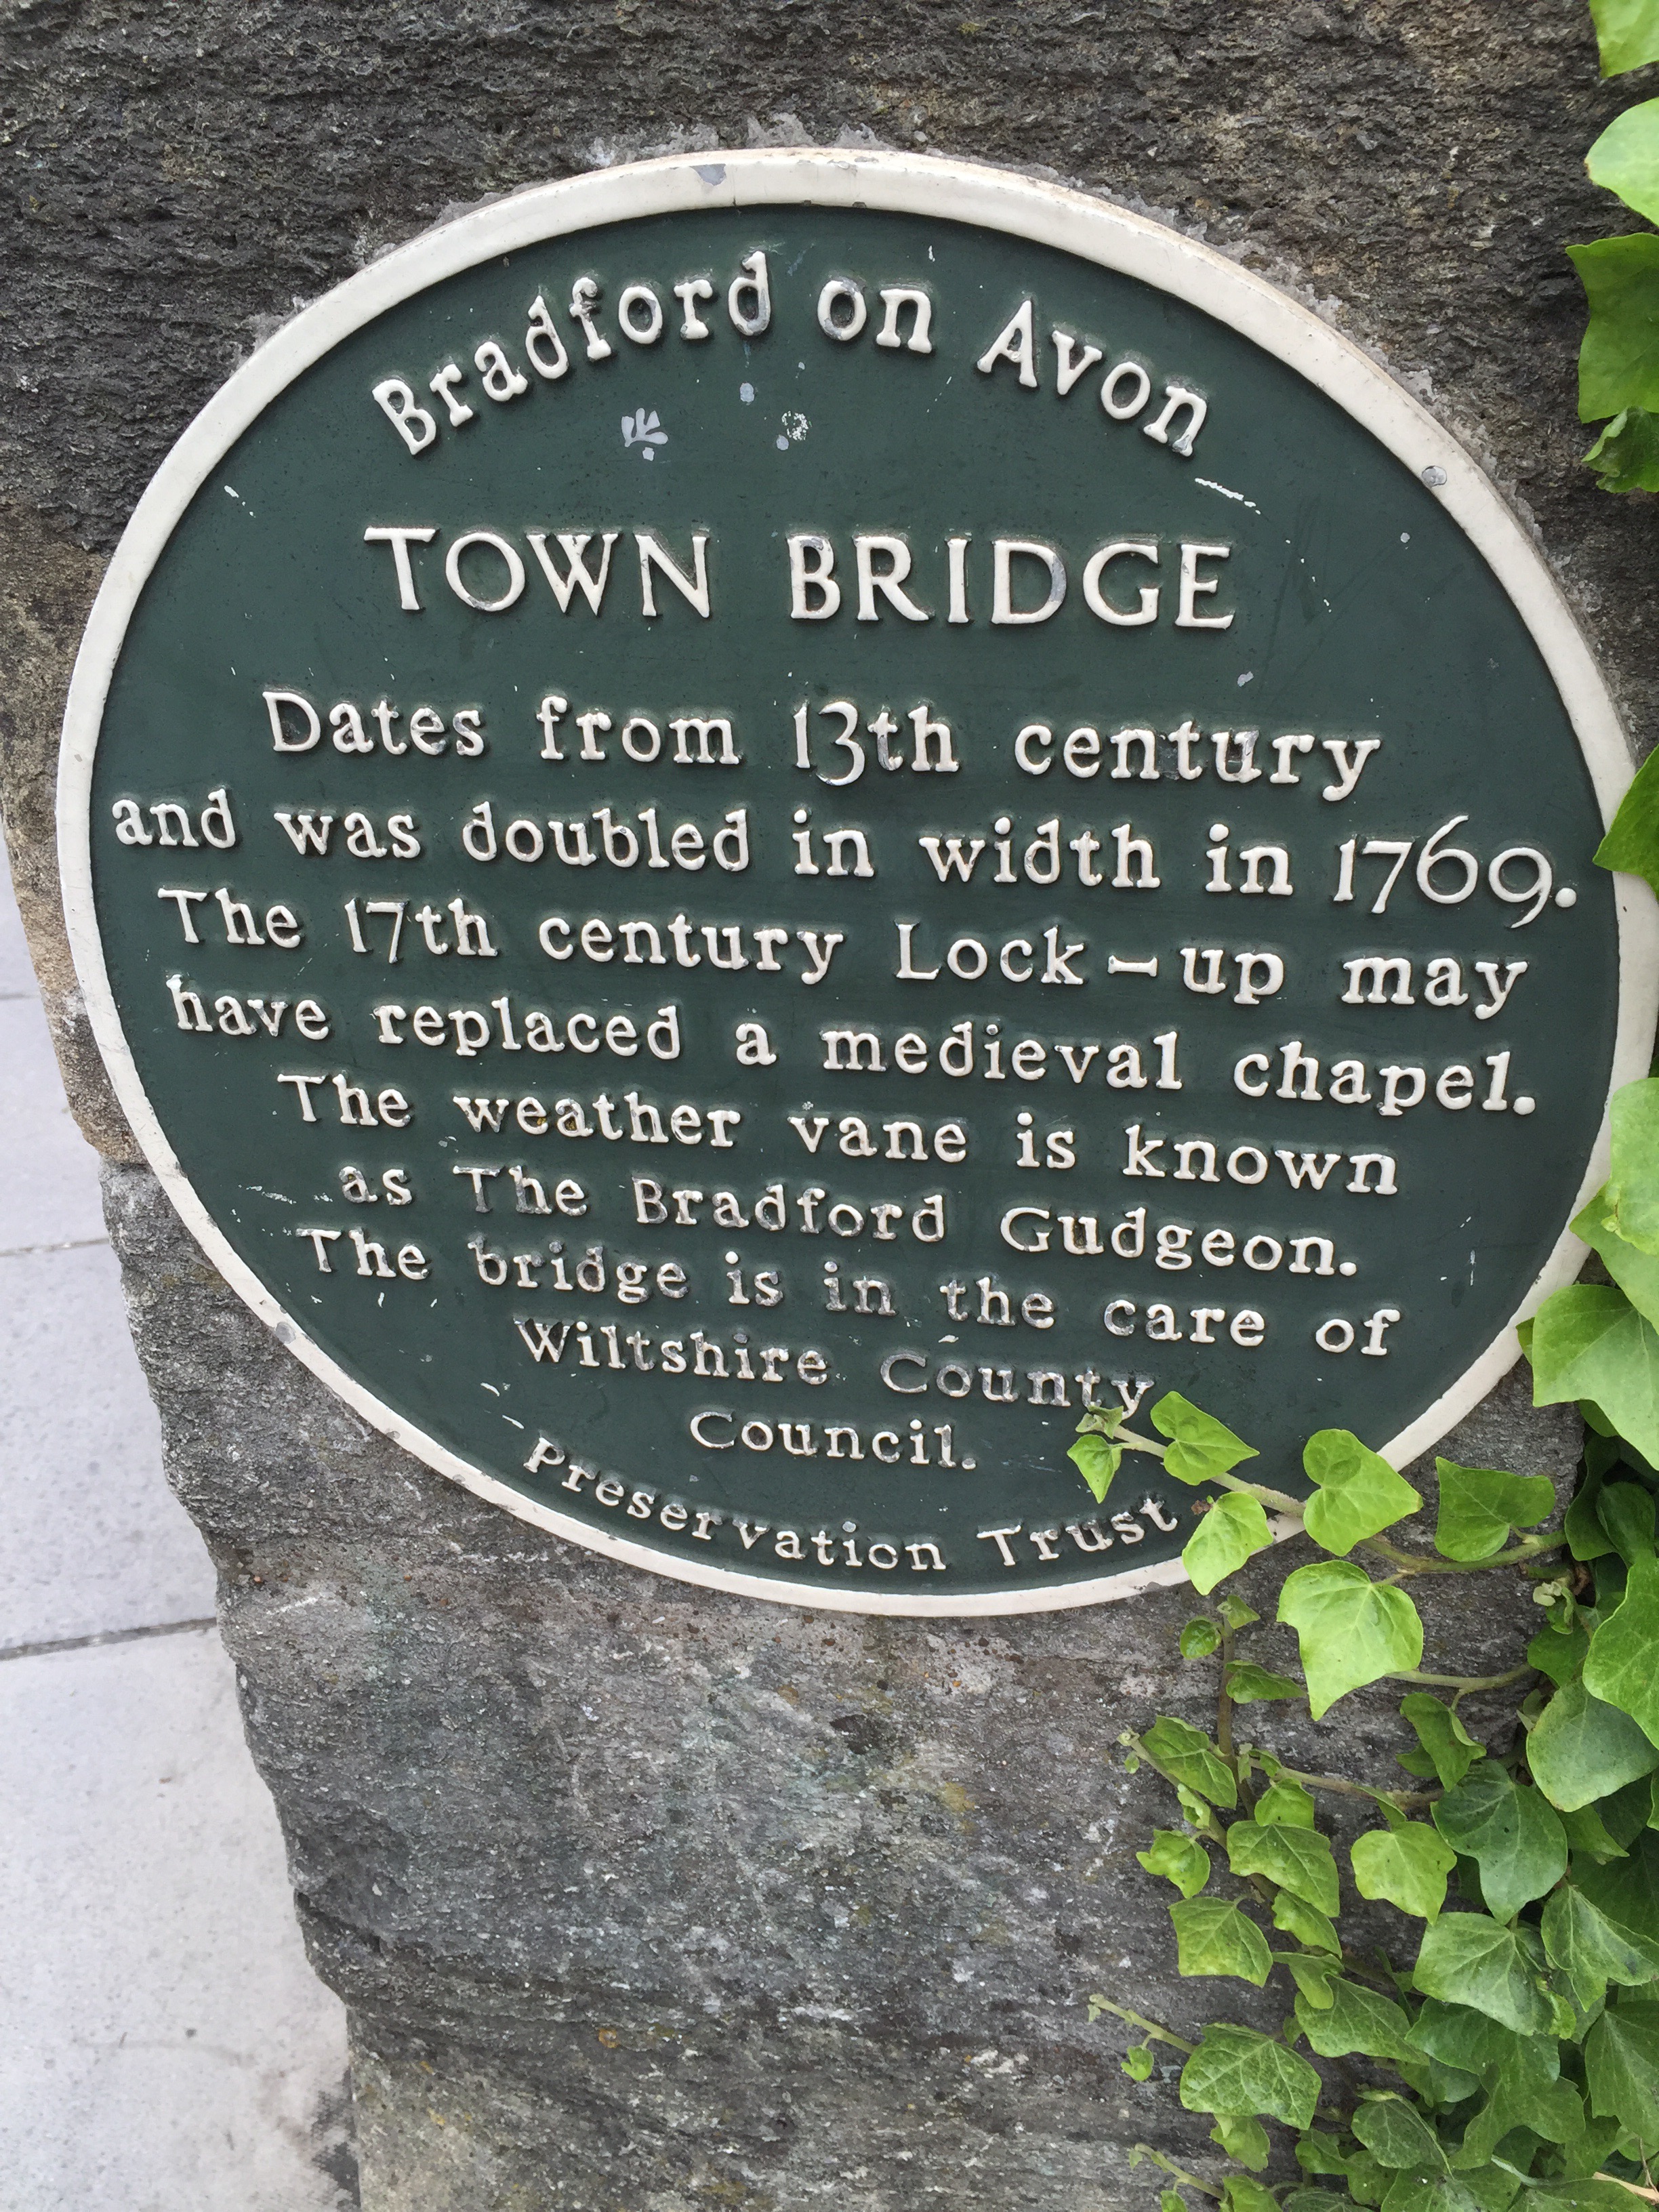 Bradford on Avon
TOWN BRIDGE
Dates from 13th century
and was doubled in width in 1769.
The 17th century Lock-up may
have replaced a medieval chapel.
The weather vane is known
as The Bradford Gudgeon.
The bridge is in the care of
Wiltshire County
Council.
Preservation Trust